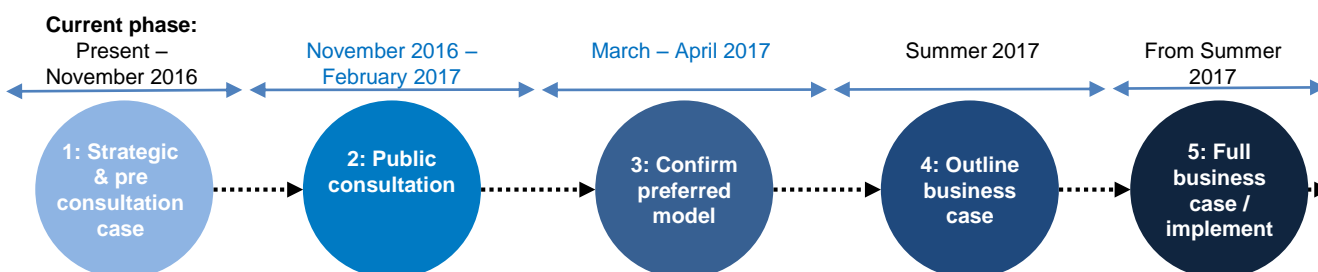 Current phase:
Present –
November 2016
November 2016 –
February 2017
March – April 2017
Summer 2017
From Summer
2017
1: Strategic
& pre
consultation
case
2: Public
consultation
3: Confirm
preferred
model
4: Outline
business
case
5: Full
business
case /
implement